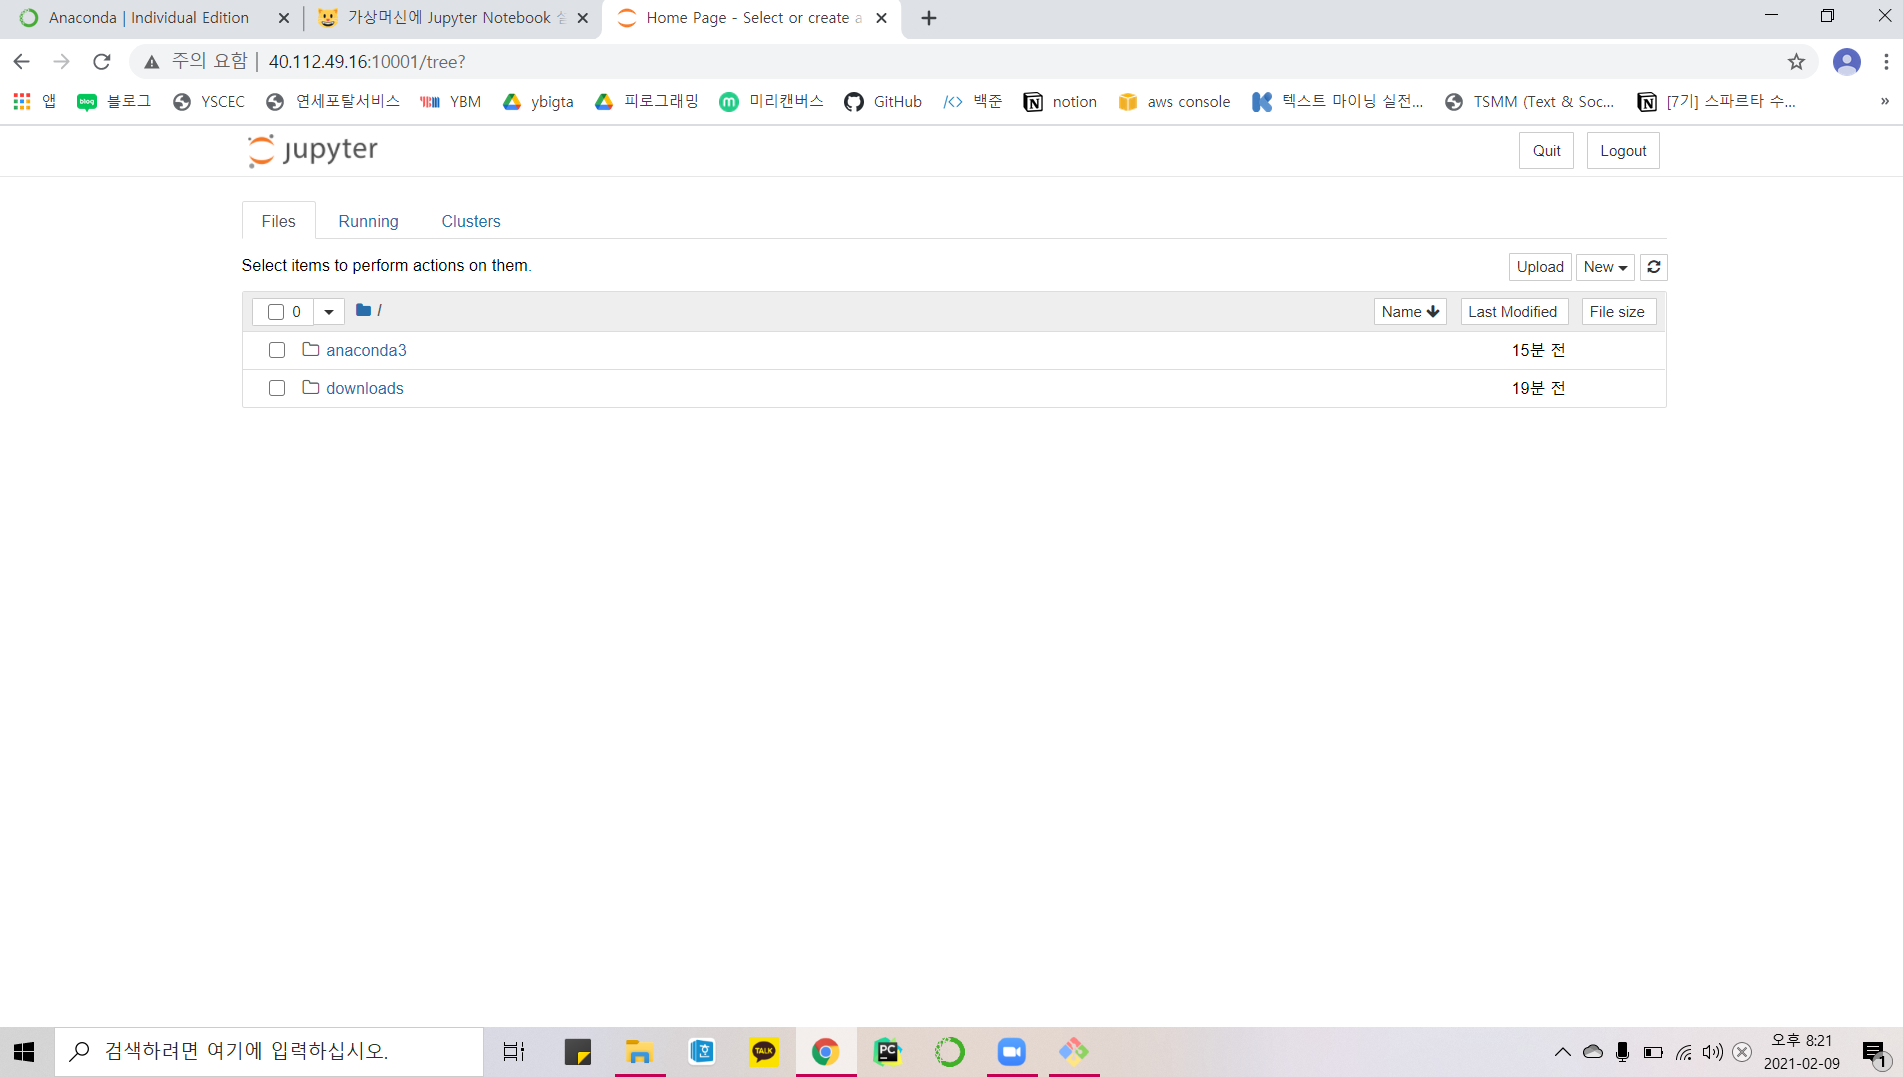 Anaconda | Individual Edition
가상머신에 Jupyter Notebook
Home Page - Select or create a
주의 요함 | 40.112.49.16:10001/tree?
앱 블로그 YSCEC 연세포탈서비스 YBM ybigta 피로그래밍 미리캔버스 GitHub 백준 notion aws console 텍스트 마이닝 실전... TSMM (Text & Soc... [7기] 스파르타 수... »
jupyter
Quit Logout
Files Running Clusters
Select items to perform actions on them.
Upload New
0 / Name Last Modified File size
anaconda3 15분 전
downloads 19분 전
검색하려면 여기에 입력하십시오.
TALK
PC
오후 8:21
2021-02-09
1